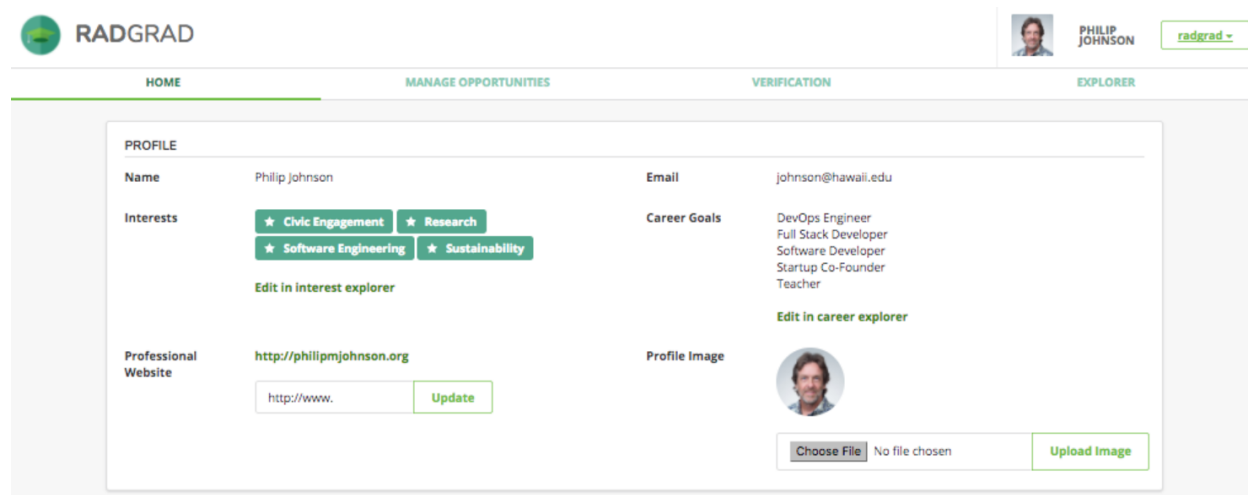 RADGRAD
PHILIP
JOHNSON
radgrad
HOME MANAGE OPPORTUNITIES VERIFICATION EXPLORER
PROFILE
Name Philip Johnson Email johnson@hawaii.edu
Interests Civic Engagement Research Career Goals DevOps Engineer
Full Stack Developer
Software Engineering Sustainability Software Developer
Startup Co-Founder
Teacher
Edit in interest explorer
Edit in career explorer
Professional
Website
http://philipmjohnson.org
http://www. Update
Profile Image
Choose File No file chosen Upload Image